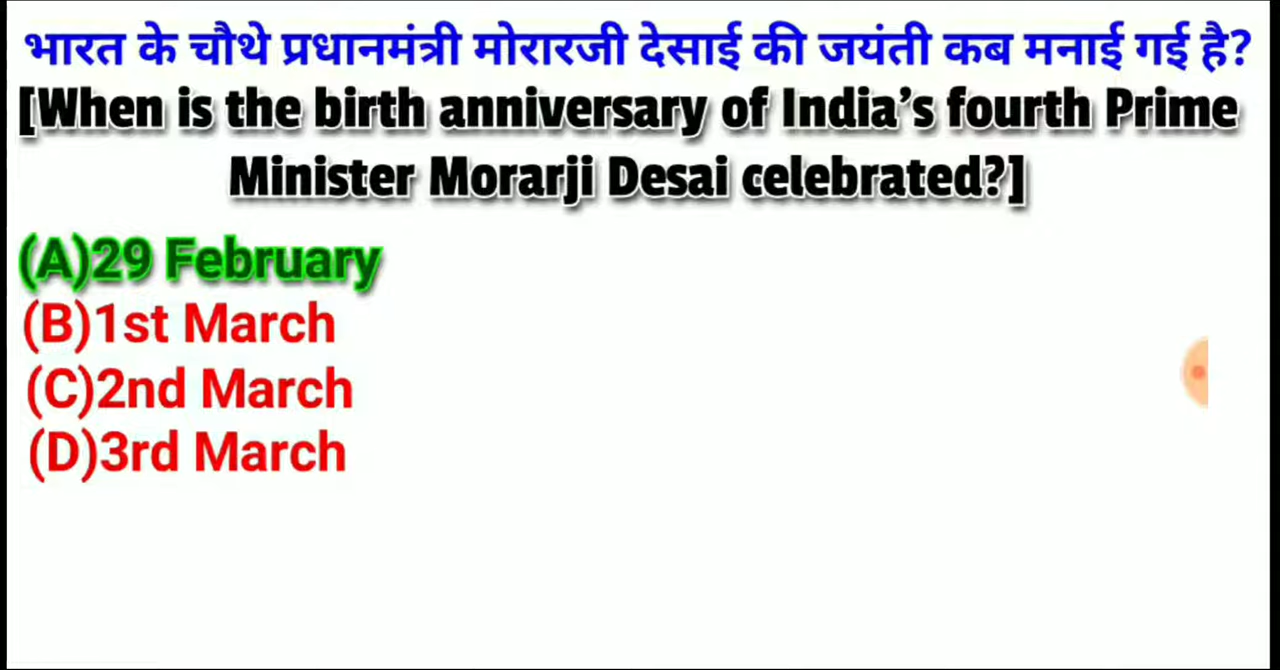 भारत के चौथे प्रधानमंत्री मोरारजी देसाई की जयंती कब मनाई गई है?
[When is the birth anniversary of India’s fourth Prime
Minister Morarji Desai celebrated?]
(A)29 February
(B)1st March
(C)2nd March
(D)3rd March